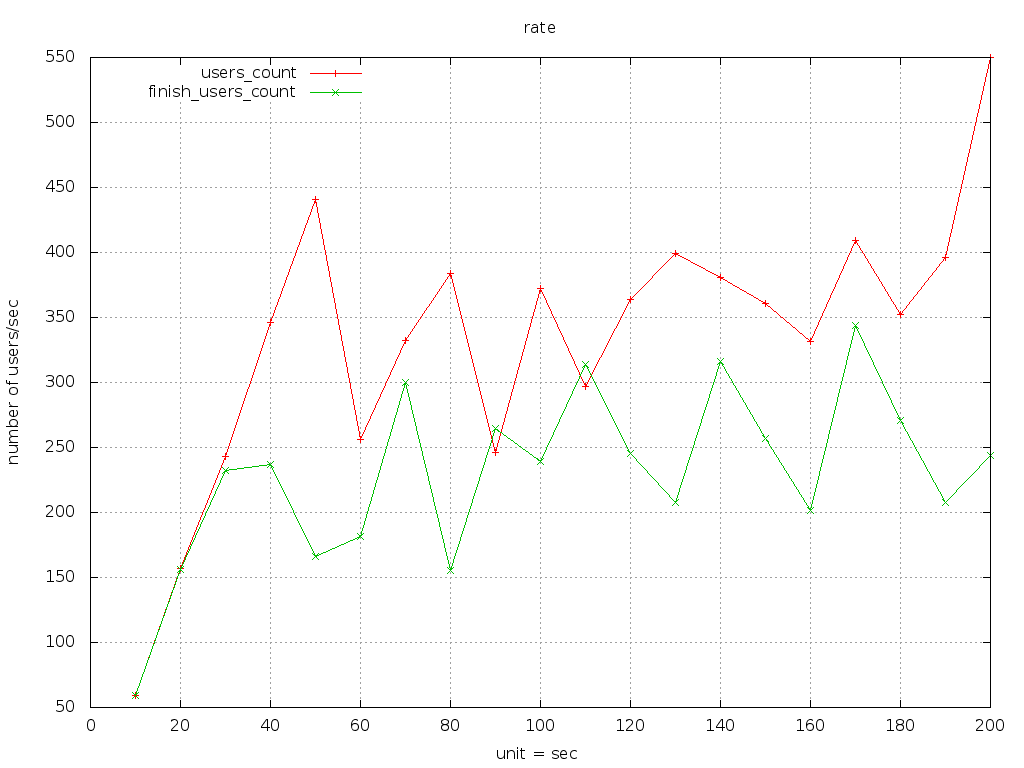 rate
users_count
finish_users_count
550
500
450
400
350
300
250
200
150
100
50
number of users/sec
0 20 40 60 80 100 120 140 160 180 200
unit = sec